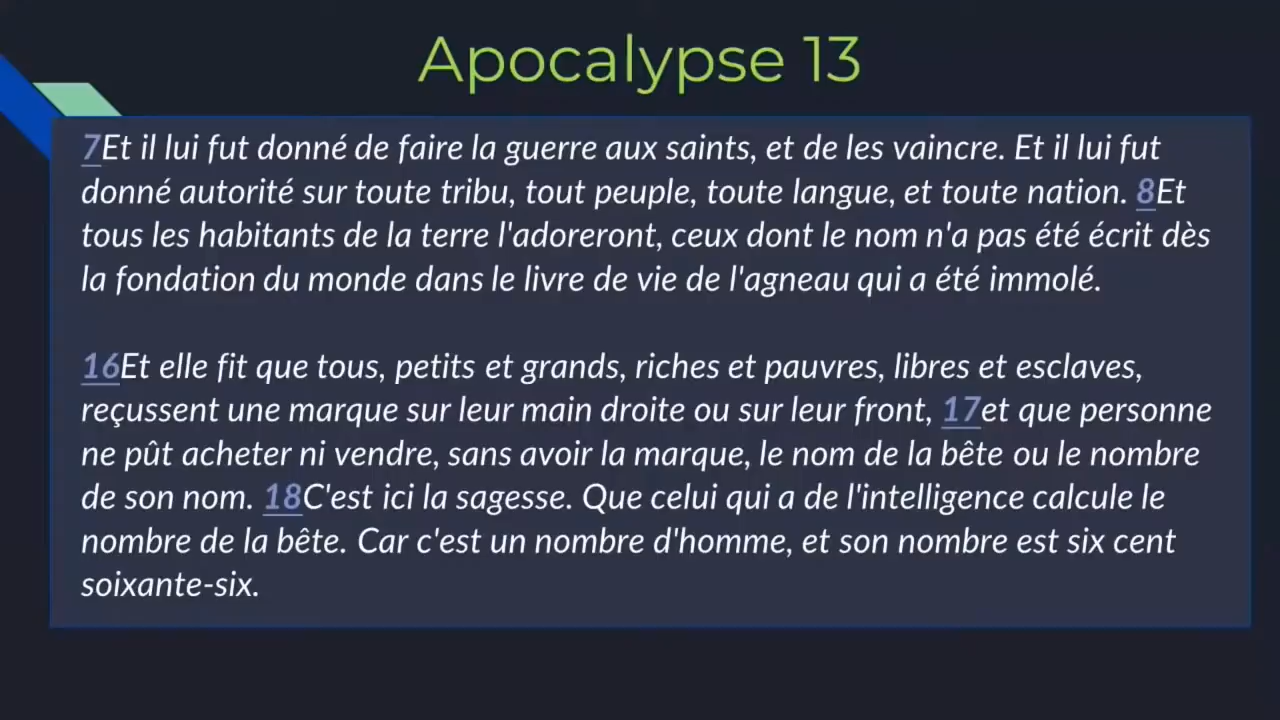 Apocalypse 13
7Et il lui fut donné de faire la guerre aux saints, et de les vaincre. Et il lui fut
donné autorité sur toute tribu, tout peuple, toute langue, et toute nation. 8Et
tous les habitants de la terre l'adoreront, ceux dont le nom n'a pas été écrit dès
la fondation du monde dans le livre de vie de l'agneau qui a été immolé.
16Et elle fit que tous, petits et grands, riches et pauvres, libres et esclaves,
reçussent une marque sur leur main droite ou sur leur front, 17et que personne
ne pût acheter ni vendre, sans avoir la marque, le nom de la bête ou le nombre
de son nom. 18C'est ici la sagesse. Que celui qui a de l'intelligence calcule le
nombre de la bête. Car c'est un nombre d'homme, et son nombre est six cent
soixante-six.